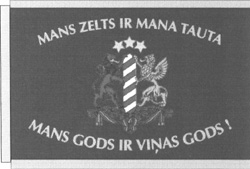 MANS ZELTS IR MANA TAUTA
MANS GODS IR VIŅAS GODS !